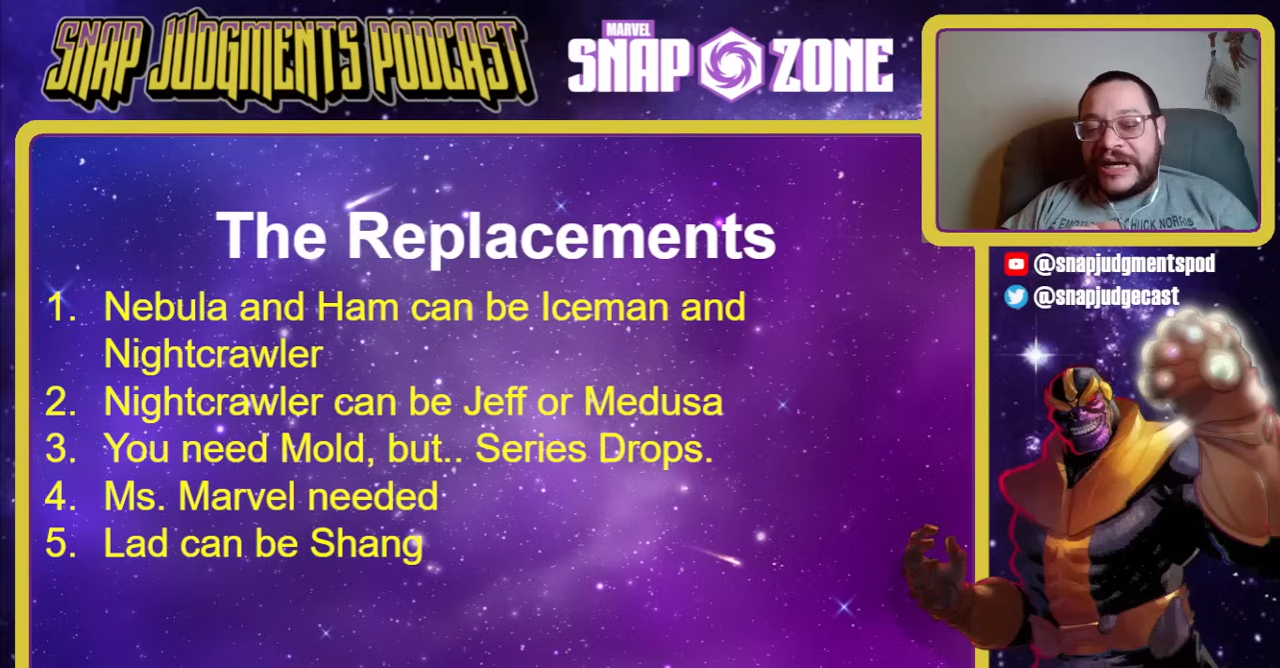 SNAP JUDGMENTS PODCAST
MARVEL
SNAP ZONE
CHUCK NORRIS
@snapjudgmentspod
@snapjudgecast
The Replacements
1. Nebula and Ham can be Iceman and
Nightcrawler
2. Nightcrawler can be Jeff or Medusa
3. You need Mold, but.. Series Drops.
4. Ms. Marvel needed
5. Lad can be Shang